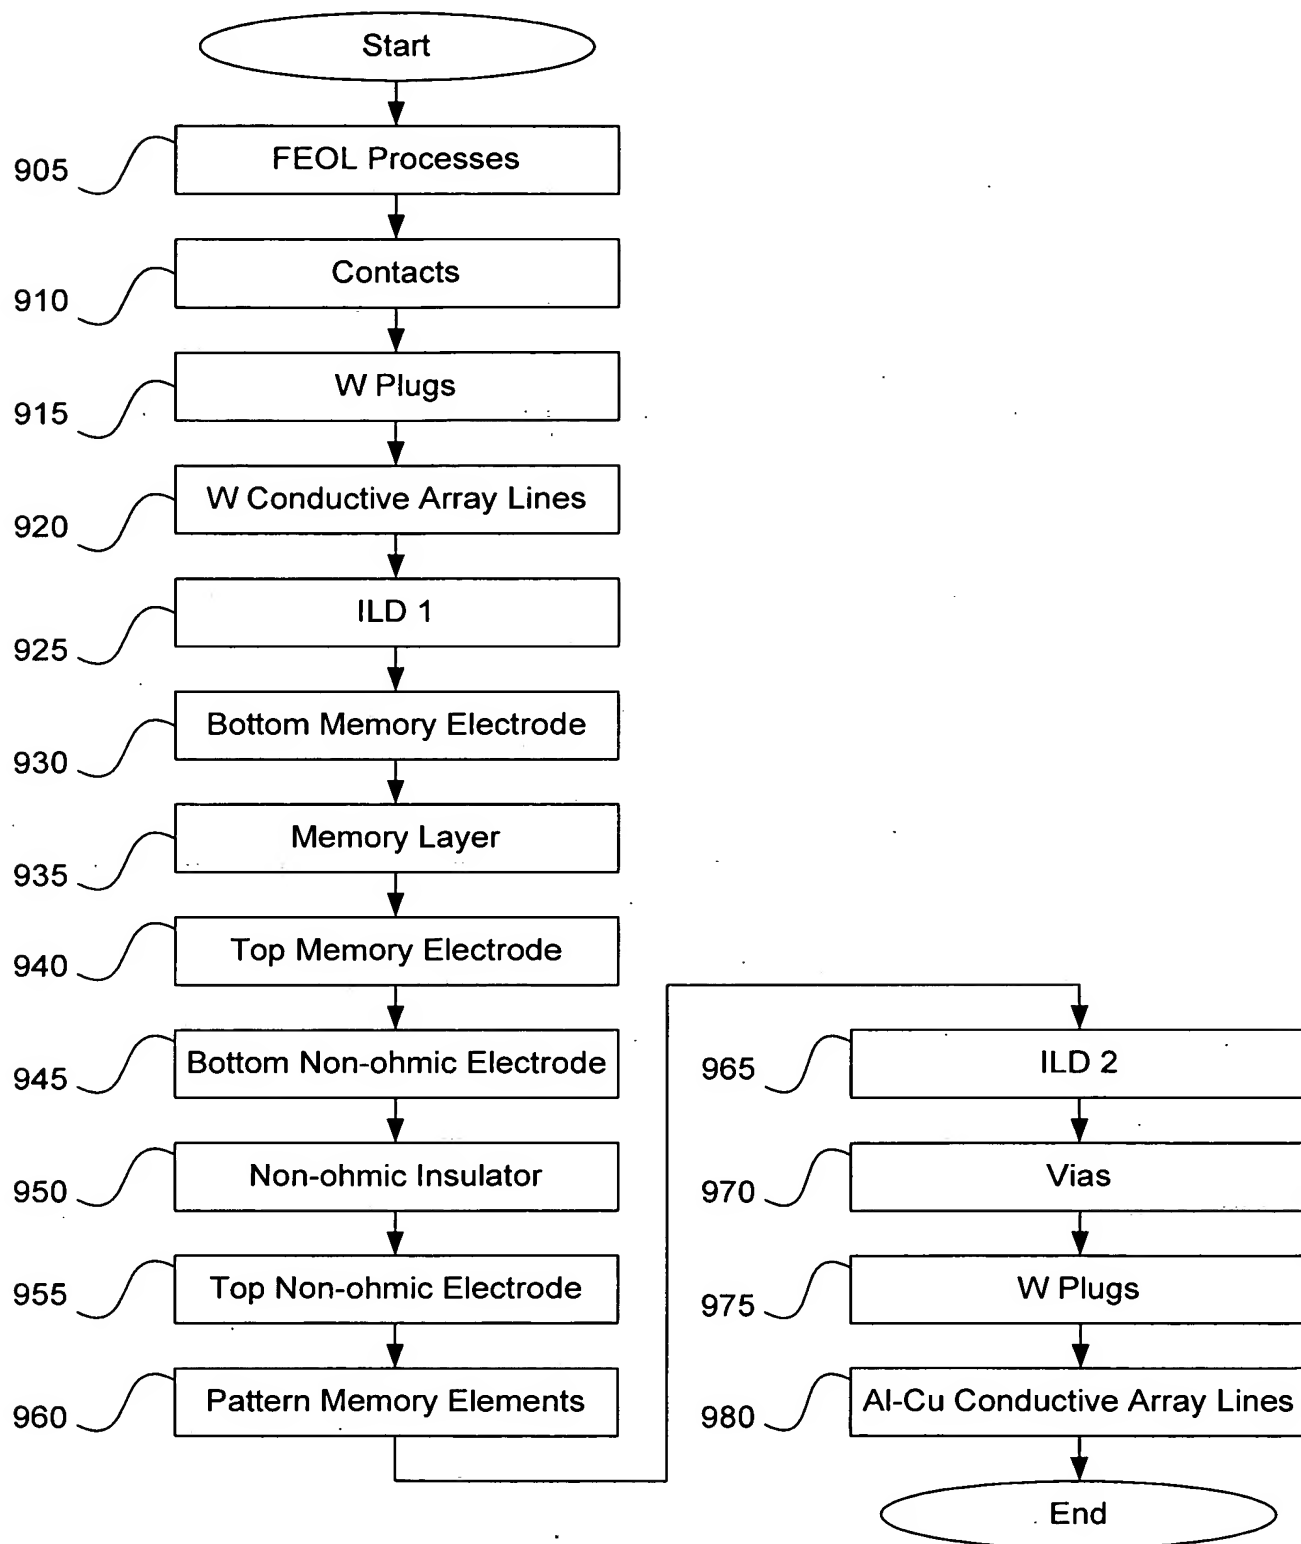 Start
905 FEOL Processes
910 Contacts
915 W Plugs
920 W Conductive Array Lines
925 ILD 1
930 Bottom Memory Electrode
935 Memory Layer
940 Top Memory Electrode
945 Bottom Non-ohmic Electrode
950 Non-ohmic Insulator
955 Top Non-ohmic Electrode
960 Pattern Memory Elements
965 ILD 2
970 Vias
975 W Plugs
980 Al-Cu Conductive Array Lines
End